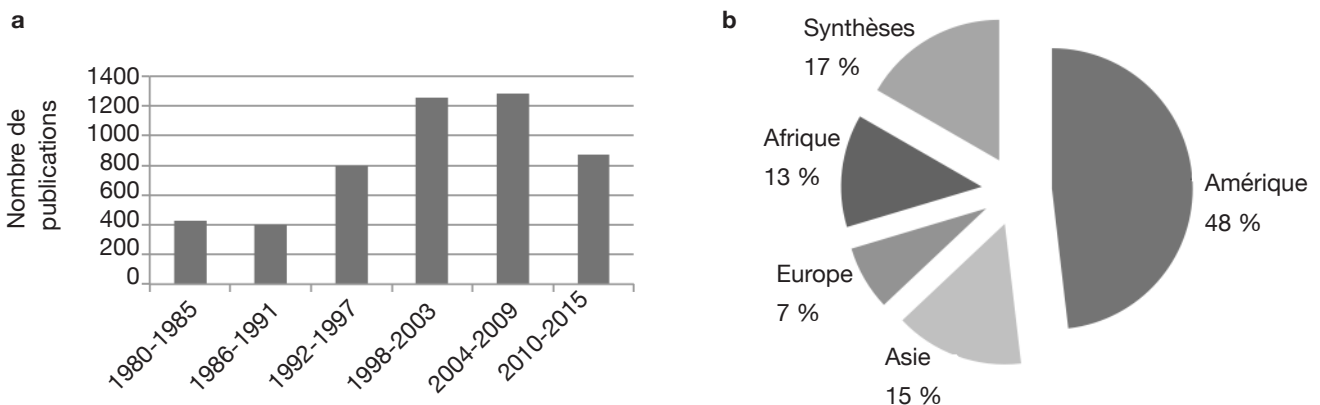 a
Nombre de
publications
1400
1200
1000
800
600
400
200
0
1980-1985
1986-1991
1992-1997
1998-2003
2004-2009
2010-2015
b
Synthèses
17 %
Afrique
13 %
Europe
7 %
Asie
15 %
Amérique
48 %